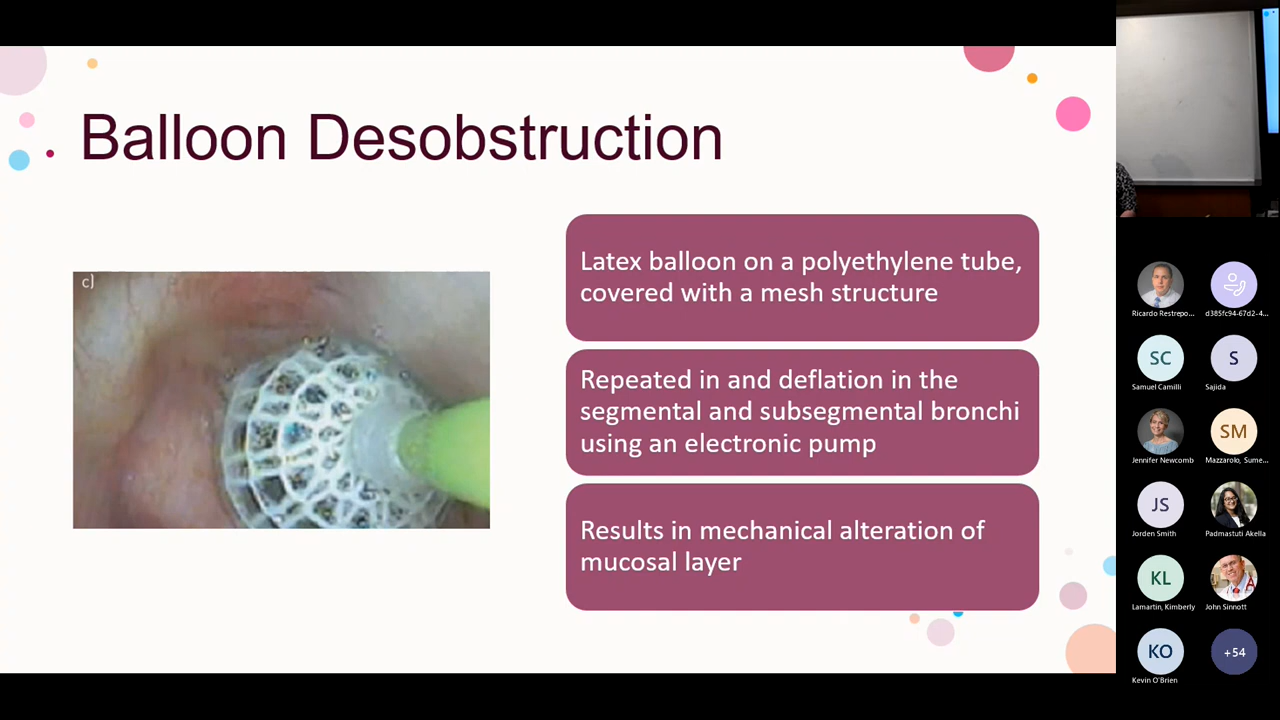 Balloon Desobstruction
c)
Latex balloon on a polyethylene tube,
covered with a mesh structure
Repeated in and deflation in the
segmental and subsegmental bronchi
using an electronic pump
Results in mechanical alteration of
mucosal layer
Ricardo Restrepo...
d385fc94-67d2-4...
SC
S
Samuel Camilli
Sajida
SM
Jennifer Newcomb
Mazzarolo, Sume...
JS
Jorden Smith
Padmastuti Akella
KL
A
Lamartin, Kimberly
John Sinnott
KO
+54
Kevin O'Brien